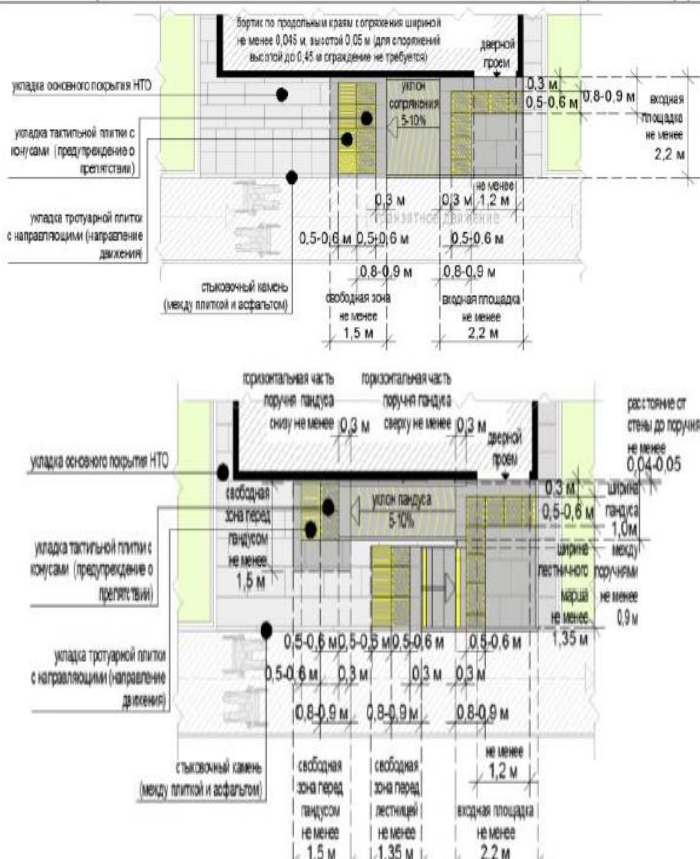 бортик по продольным краям сопряжения шириной
не менее 0,045 м, высотой 0,05 м (для споряжений
высотой до 0,45 м ограждение не требуется)
дверной
проем
укладка основного покрытия НТО
уклон
сопряжения
5-10%
0,3 м
0,5-0,6 м
0,8-0,9 м
входная
площадка
не менее
2,2 м
укладка тактильной плитки с
конусами (предупреждение о
препятствии)
укладка тротуарной плитки
с направляющими (направление
движения)
не менее
0,3 м
0,3 м
1,2 м
транзитное движение
0,5-0,6 м
0,5-0,6 м
0,5-0,6 м
0,8-0,9 м
0,8-0,9 м
стыковочный камень
(между плиткой и асфальтом)
свободная зона
не менее
1,5 м
входная площадка
не менее
2,2 м
горизонтальная часть
поручня пандуса
снизу не менее
0,3 м
горизонтальная часть
поручня пандуса
сверху не менее
0,3 м
дверной
проем
расстояние от
стены до поручня
не менее
0,04-0,05
укладка основного покрытия НТО
свободная
зона перед
пандусом
не менее
1,5 м
уклон пандуса
5-10%
0,3 м
0,5-0,6 м
ширина
пандуса
1,0м
между
поручнями
не менее
0,9 м
ширина
лестничного
марша
не менее
1,35 м
укладка тактильной плитки с
конусами (предупреждение о
препятствии)
укладка тротуарной плитки
с направляющими (направление
движения)
0,5-0,6 м
0,5-0,6 м
0,5-0,6 м
0,5-0,6 м
0,5-0,6 м
0,3 м
0,3 м
0,3 м
0,8-0,9 м
0,8-0,9 м
0,8-0,9 м
стыковочный камень
(между плиткой и асфальтом)
не менее
1,2 м
свободная
зона перед
пандусом
не менее
1,5 м
свободная
зона перед
лестницей
не менее
1,35 м
входная площадка
не менее
2,2 м